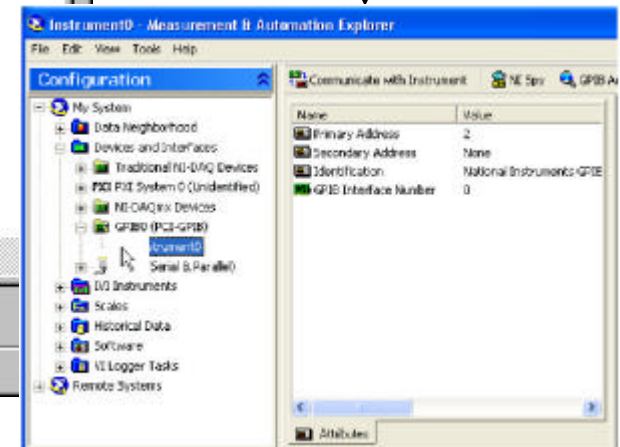 Instrument0 - Measurement & Automation Explorer
File Edit View Tools Help
Configuration
Communicate with Instrument NI Spy GPIB A
My System
Data Neighborhood
Devices and Interfaces
Traditional NI-DAQ Devices
PXI PXI System 0 (Unidentified)
NI-DAQmx Devices
GPIB0 (PCI-GPIB)
strument0
Serial & Parallel)
IVI Instruments
Scales
Historical Data
Software
VI Logger Tasks
Remote Systems
Name Value
Primary Address 2
Secondary Address None
Identification National Instruments GPIB
GPIB Interface Number 0
Attributes